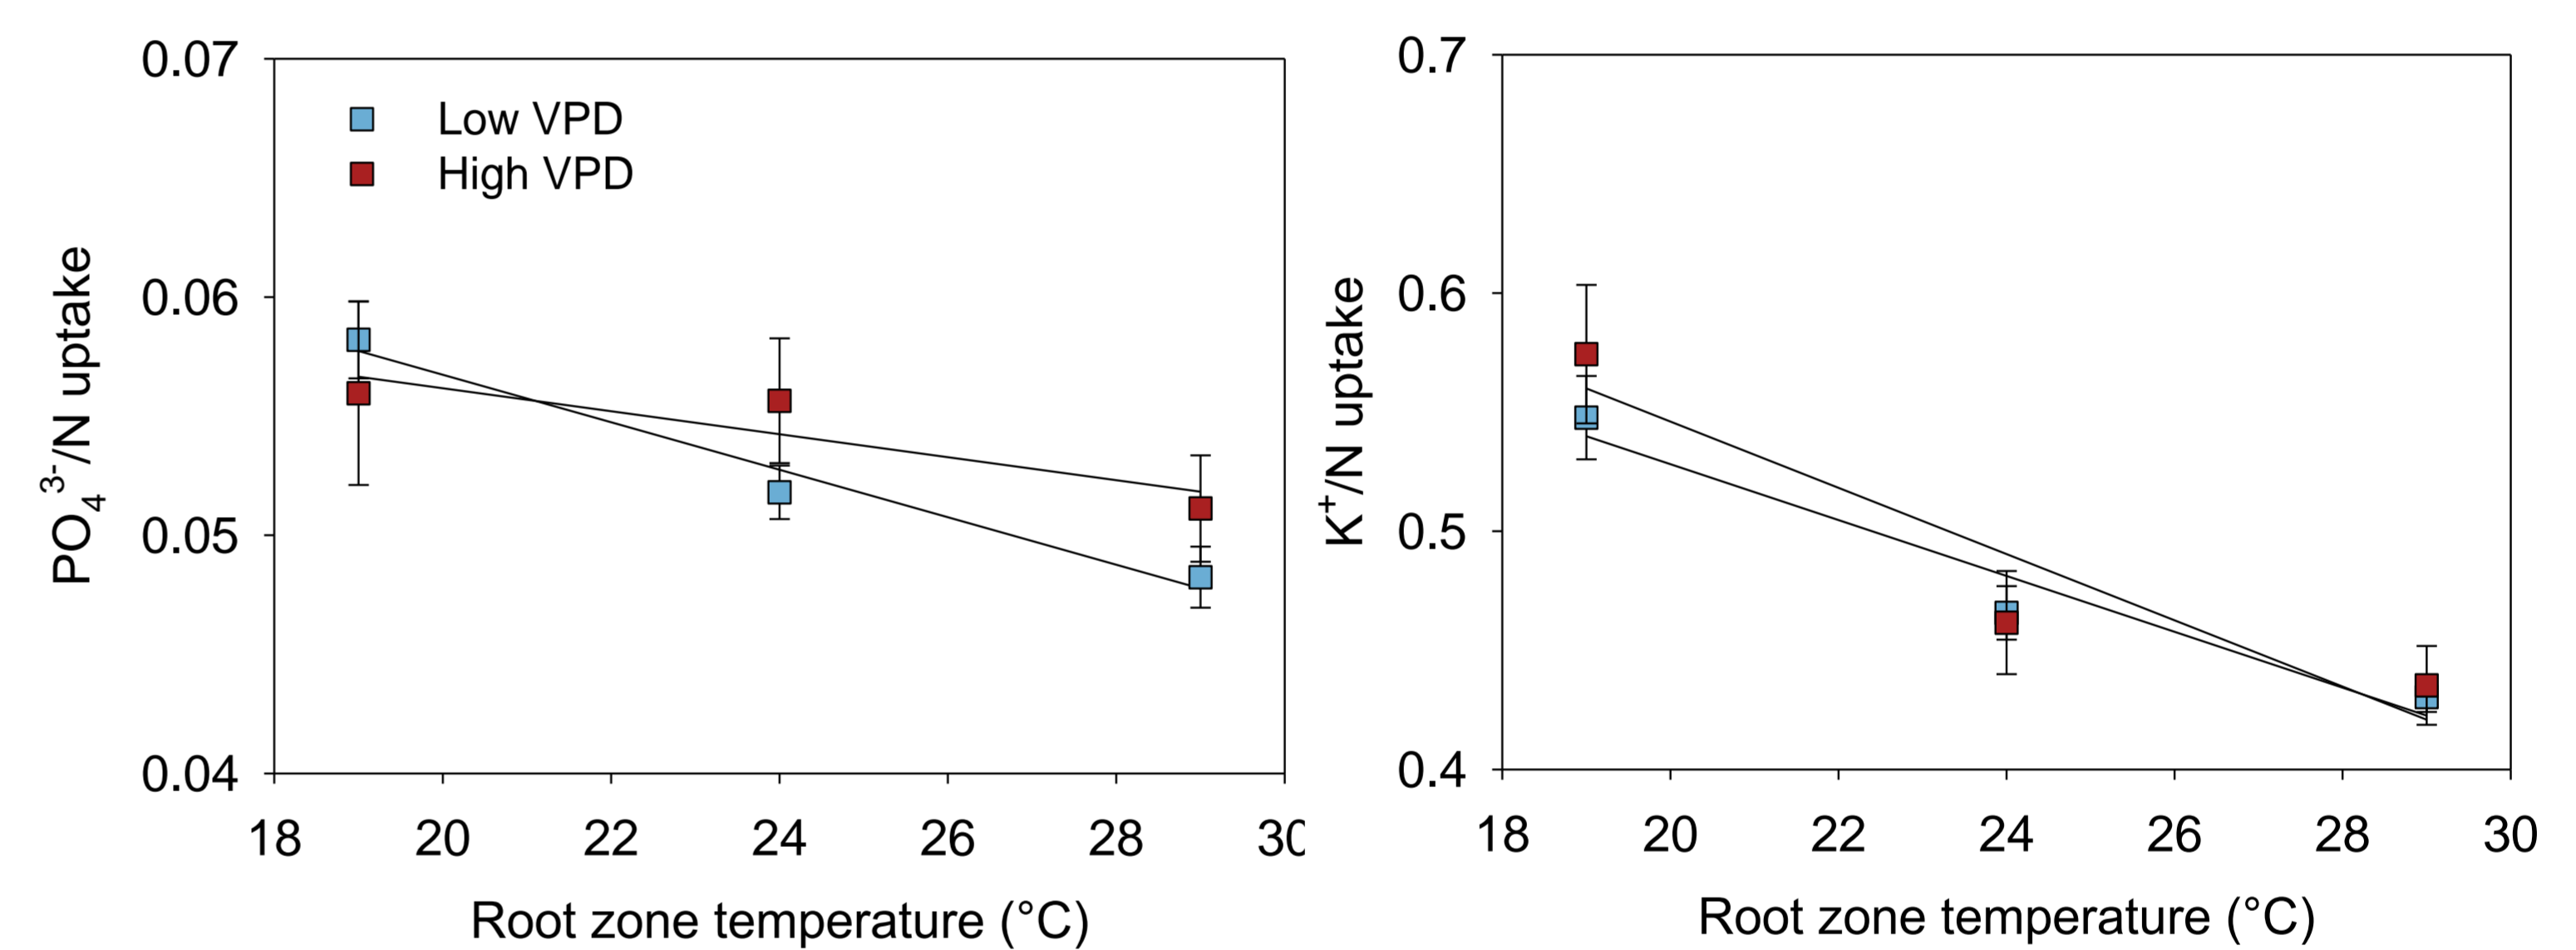 0.07
0.06
0.05
0.04
PO₄³⁻/N uptake
Low VPD
High VPD
18 20 22 24 26 28 30
Root zone temperature (°C)
0.7
0.6
0.5
0.4
K⁺/N uptake
18 20 22 24 26 28 30
Root zone temperature (°C)